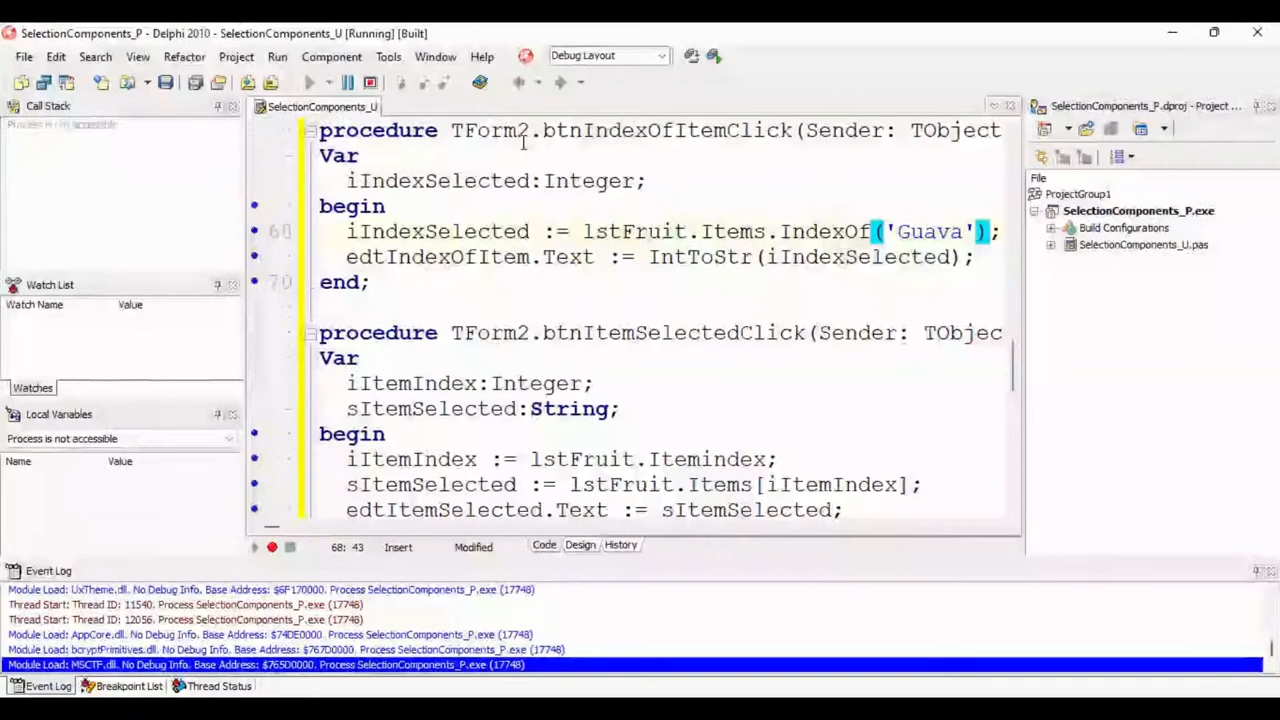 SelectionComponents_P - Delphi 2010 - SelectionComponents_U [Running] [Built]
File Edit Search View Refactor Project Run Component Tools Window Help Debug Layout
Call Stack
Process is not accessible
Watch List
Watch Name Value
Watches
Local Variables
Process is not accessible
Name Value
SelectionComponents_U
procedure TForm2.btnIndexOfItemClick(Sender: TObject
Var
iIndexSelected:Integer;
begin
68 iIndexSelected := lstFruit.Items.IndexOf('Guava');
edtIndexOfItem.Text := IntToStr(iIndexSelected);
70 end;
procedure TForm2.btnItemSelectedClick(Sender: TObjec
Var
iItemIndex:Integer;
sItemSelected:String;
begin
iItemIndex := lstFruit.Itemindex;
sItemSelected := lstFruit.Items[iItemIndex];
edtItemSelected.Text := sItemSelected;
68: 43 Insert Modified Code Design History
SelectionComponents_P.dproj - Project ...
File
ProjectGroup1
SelectionComponents_P.exe
Build Configurations
SelectionComponents_U.pas
Event Log
Module Load: UxTheme.dll. No Debug Info. Base Address: $6F170000. Process SelectionComponents_P.exe (17748)
Thread Start: Thread ID: 11540. Process SelectionComponents_P.exe (17748)
Thread Start: Thread ID: 12056. Process SelectionComponents_P.exe (17748)
Module Load: AppCore.dll. No Debug Info. Base Address: $74DE0000. Process SelectionComponents_P.exe (17748)
Module Load: bcryptPrimitives.dll. No Debug Info. Base Address: $767D0000. Process SelectionComponents_P.exe (17748)
Module Load: MSCTF.dll. No Debug Info. Base Address: $765D0000. Process SelectionComponents_P.exe (17748)
Event Log Breakpoint List Thread Status